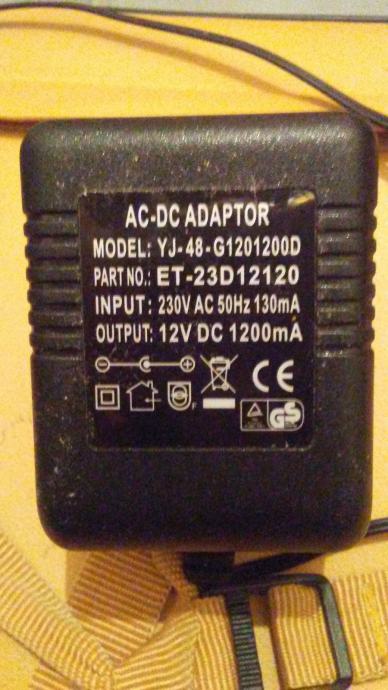 AC-DC ADAPTOR
MODEL: YJ-48-G1201200D
PART NO.: ET-23D12120
INPUT: 230V AC 50Hz 130mA
OUTPUT: 12V DC 1200mA
CE
F
GS